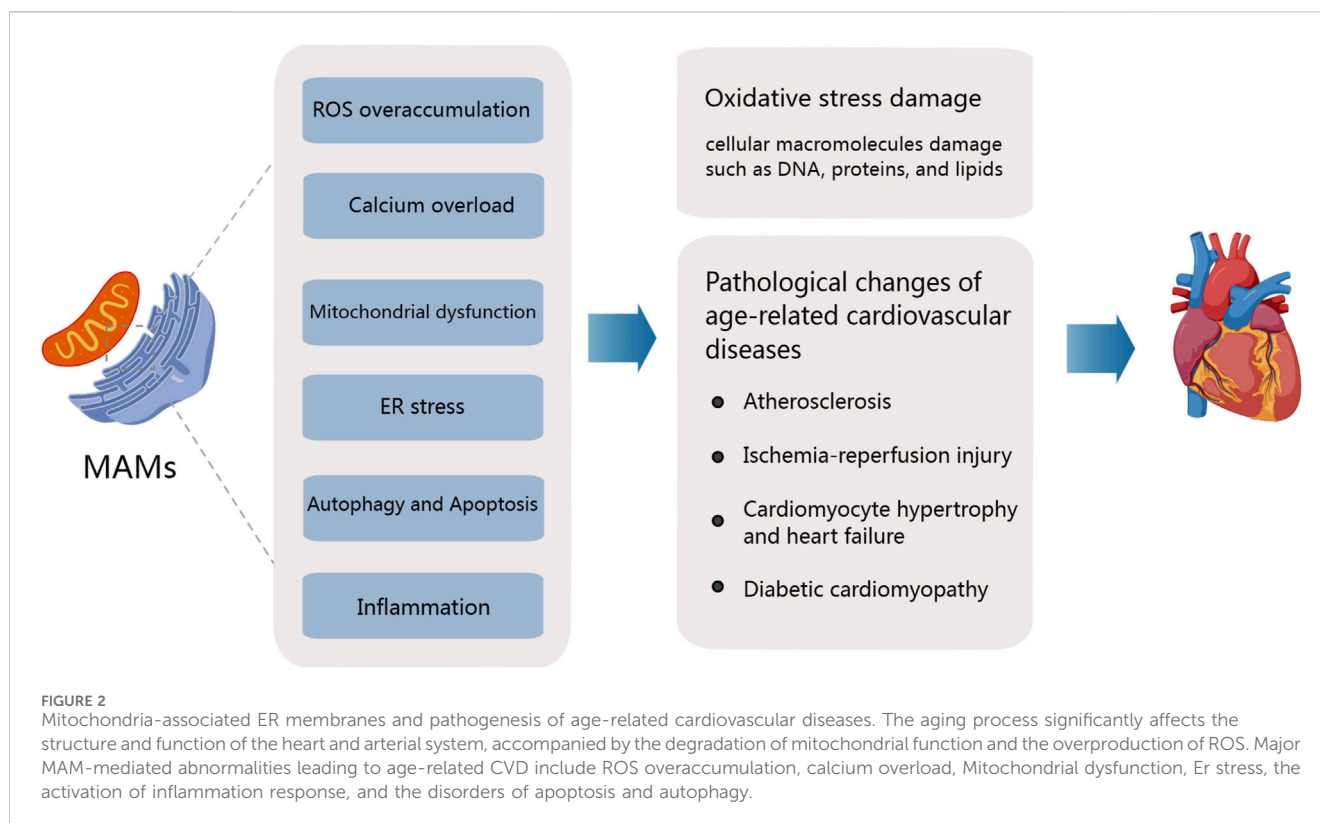 ROS overaccumulation
Calcium overload
Mitochondrial dysfunction
ER stress
Autophagy and Apoptosis
Inflammation
MAMs
Oxidative stress damage
cellular macromolecules damage
such as DNA, proteins, and lipids
Pathological changes of
age-related cardiovascular
diseases
Atherosclerosis
Ischemia-reperfusion injury
Cardiomyocyte hypertrophy
and heart failure
Diabetic cardiomyopathy
FIGURE 2
Mitochondria-associated ER membranes and pathogenesis of age-related cardiovascular diseases. The aging process significantly affects the
structure and function of the heart and arterial system, accompanied by the degradation of mitochondrial function and the overproduction of ROS. Major
MAM-mediated abnormalities leading to age-related CVD include ROS overaccumulation, calcium overload, Mitochondrial dysfunction, Er stress, the
activation of inflammation response, and the disorders of apoptosis and autophagy.